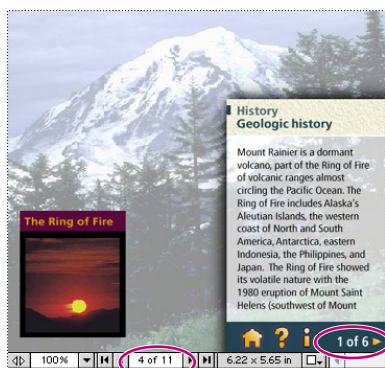 History
Geologic history
Mount Rainier is a dormant
volcano, part of the Ring of Fire
of volcanic ranges almost
circling the Pacific Ocean. The
Ring of Fire includes Alaska's
Aleutian Islands, the western
coast of North and South
America, Antarctica, eastern
Indonesia, the Philippines, and
Japan. The Ring of Fire showed
its volatile nature with the
1980 eruption of Mount Saint
Helens (southwest of Mount
The Ring of Fire
? i 1 of 6
100% 4 of 11 6.22 x 5.65 in